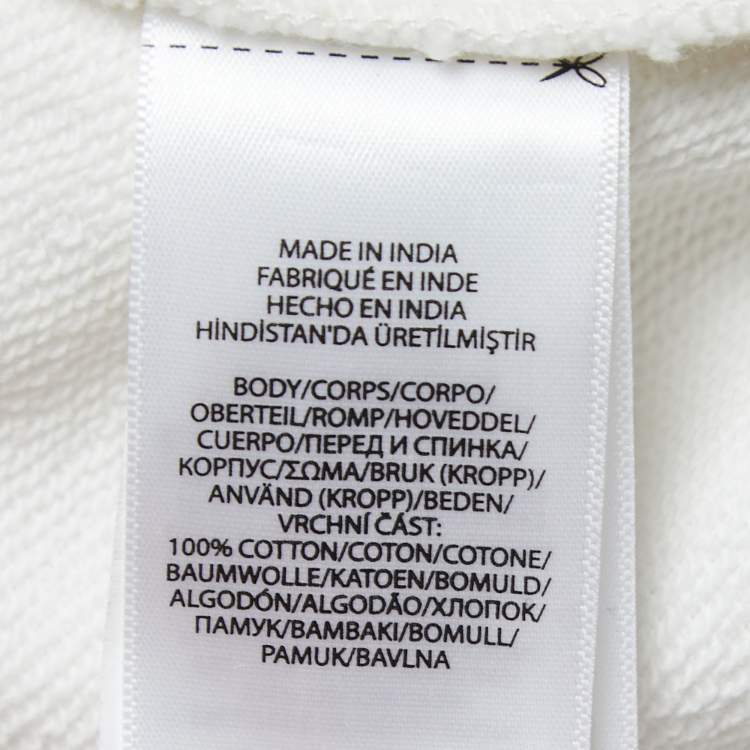 MADE IN INDIA
FABRIQUÉ EN INDE
HECHO EN INDIA
HİNDİSTAN'DA ÜRETİLMİŞTİR
BODY/CORPS/CORPO/
OBERTEIL/ROMP/HOVEDDEL/
CUERPO/ПЕРЕД И СПИНКА/
КОРПУС/ΣΩΜΑ/BRUK (KROPP)/
ANVÄND (KROPP)/BEDEN/
VRCHNÍ ČÁST:
100% COTTON/COTON/COTONE/
BAUMWOLLE/KATOEN/BOMULD/
ALGODÓN/ALGODÃO/ХЛОПОК/
ПАМУК/ΒΑΜΒΑΚΙ/BOMULL/
PAMUK/BAVLNA